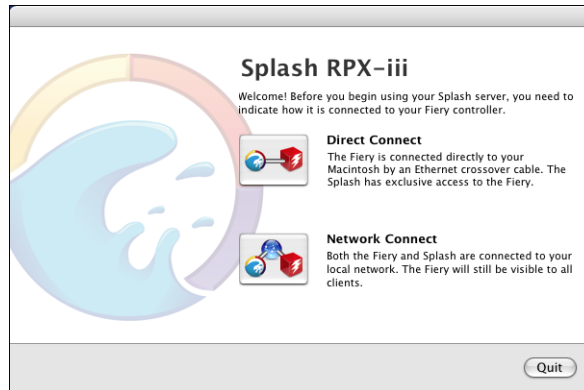 Splash RPX-iii
Welcome! Before you begin using your Splash server, you need to
indicate how it is connected to your Fiery controller.
Direct Connect
The Fiery is connected directly to your
Macintosh by an Ethernet crossover cable. The
Splash has exclusive access to the Fiery.
Network Connect
Both the Fiery and Splash are connected to your
local network. The Fiery will still be visible to all
clients.
Quit